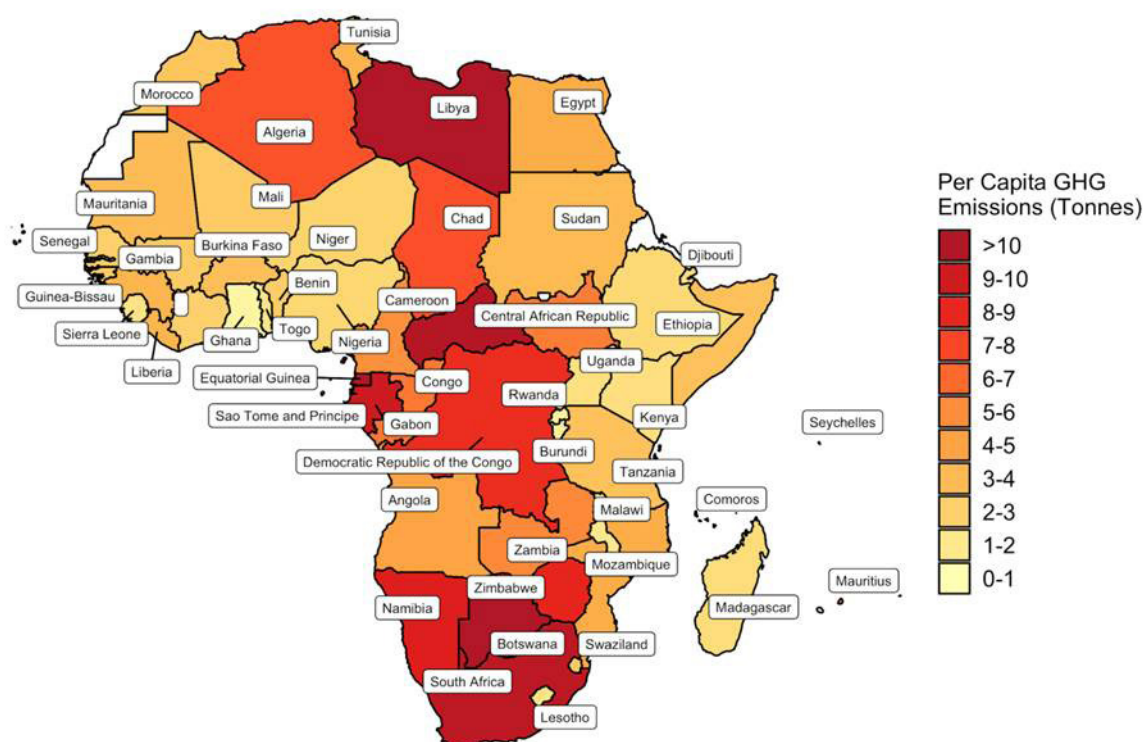 Tunisia
Morocco
Libya
Egypt
Algeria
Mali
Mauritania
Chad
Sudan
Senegal
Burkina Faso
Niger
Gambia
Djibouti
Benin
Guinea-Bissau
Cameroon
Central African Republic
Ethiopia
Sierra Leone
Ghana
Togo
Nigeria
Uganda
Liberia
Equatorial Guinea
Congo
Rwanda
Sao Tome and Principe
Gabon
Kenya
Seychelles
Burundi
Democratic Republic of the Congo
Tanzania
Angola
Comoros
Malawi
Zambia
Mozambique
Zimbabwe
Mauritius
Namibia
Madagascar
Botswana
Swaziland
South Africa
Lesotho
Per Capita GHG
Emissions (Tonnes)
>10
9-10
8-9
7-8
6-7
5-6
4-5
3-4
2-3
1-2
0-1